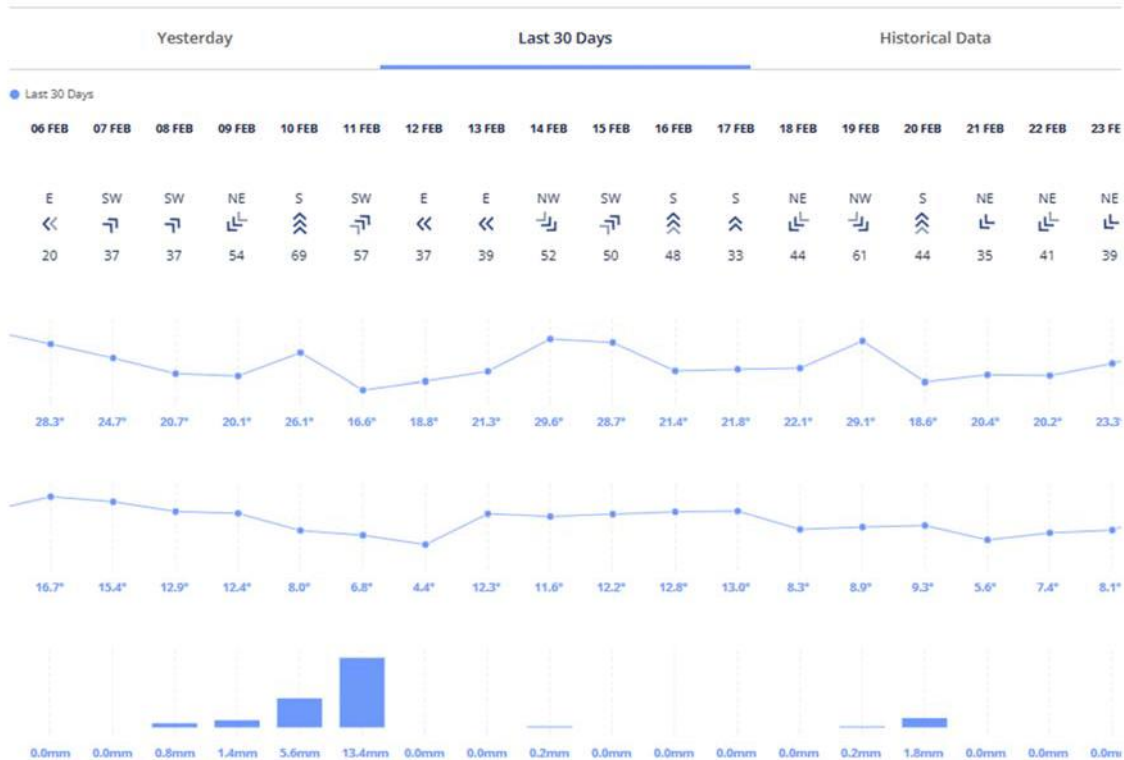 Yesterday Last 30 Days Historical Data
Last 30 Days
06 FEB 07 FEB 08 FEB 09 FEB 10 FEB 11 FEB 12 FEB 13 FEB 14 FEB 15 FEB 16 FEB 17 FEB 18 FEB 19 FEB 20 FEB 21 FEB 22 FEB 23 FE
E SW SW NE S SW E E NW SW S S NE NW S NE NE NE
20 37 37 54 69 57 37 39 52 50 48 33 44 61 44 35 41 39
28.3° 24.7° 20.7° 20.1° 26.1° 16.6° 18.8° 21.3° 29.6° 28.7° 21.4° 21.8° 22.1° 29.1° 18.6° 20.4° 20.2° 23.3°
16.7° 15.4° 12.9° 12.4° 8.0° 6.8° 4.4° 12.3° 11.6° 12.2° 12.8° 13.0° 8.3° 8.9° 9.3° 5.6° 7.4° 8.1°
0.0mm 0.0mm 0.8mm 1.4mm 5.6mm 13.4mm 0.0mm 0.0mm 0.2mm 0.0mm 0.0mm 0.0mm 0.0mm 0.2mm 1.8mm 0.0mm 0.0mm 0.0m